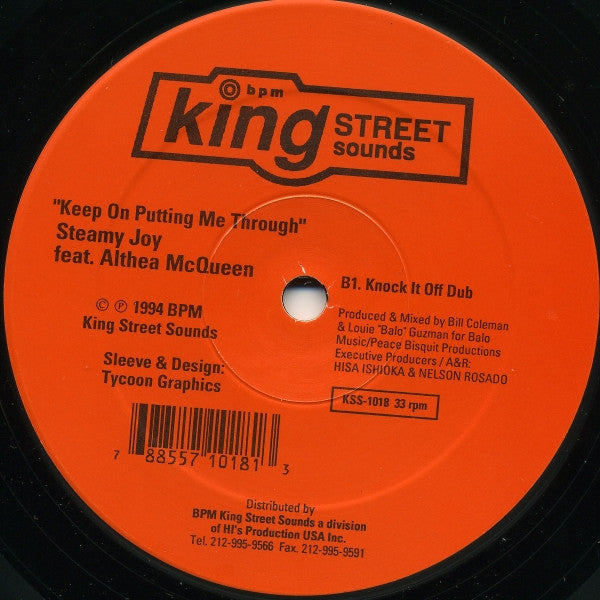 bpm
king STREET
sounds
"Keep On Putting Me Through"
Steamy Joy
feat. Althea McQueen
© ℗ 1994 BPM
King Street Sounds
Sleeve & Design:
Tycoon Graphics
B1. Knock It Off Dub
Produced & Mixed by Bill Coleman
& Louie "Balo" Guzman for Balo
Music/Peace Bisquit Productions
Executive Producers / A&R:
HISA ISHIOKA & NELSON ROSADO
KSS-1018 33 rpm
7 88557 10181 3
Distributed by
BPM King Street Sounds a division
of HI's Production USA Inc.
Tel. 212-995-9566 Fax. 212-995-9591